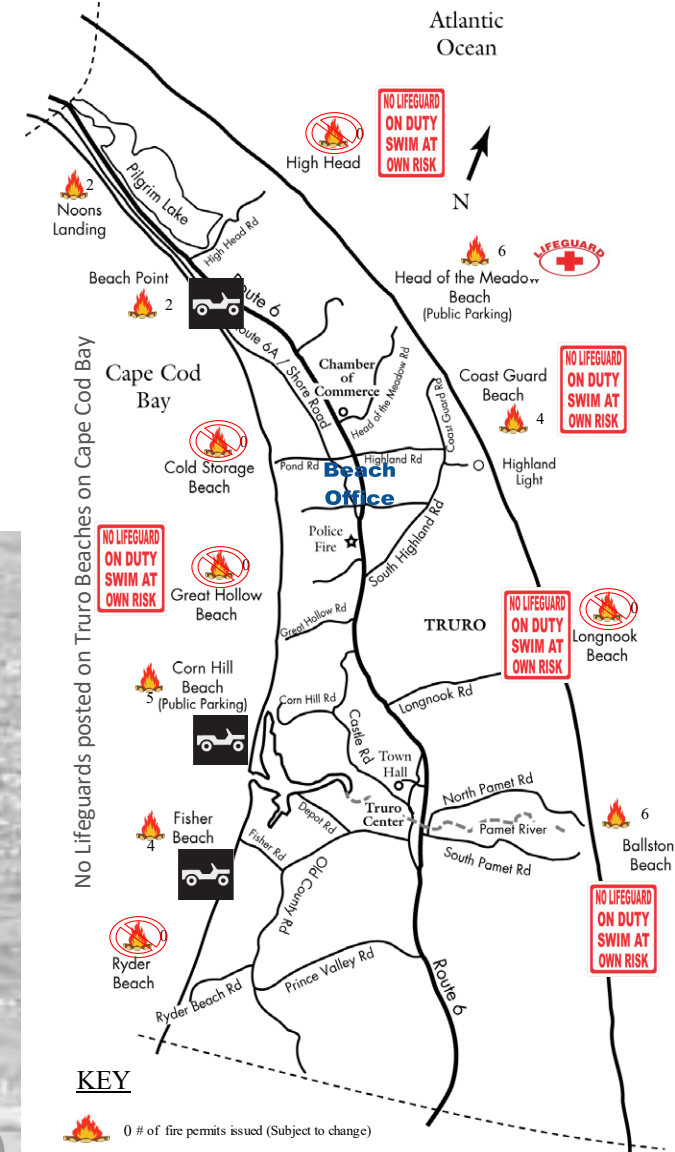 Atlantic
Ocean
NO LIFEGUARD
ON DUTY
SWIM AT
OWN RISK
0
High Head
N
Pilgrim Lake
2
Noons
Landing
High Head Rd
6
LIFEGUARD
Head of the Meadow
Beach
(Public Parking)
Beach Point
2
Route 6
Route 6A / Shore Road
Cape Cod
Bay
Chamber
of
Commerce
Head of the Meadow Rd
Coast Guard
Beach
4
NO LIFEGUARD
ON DUTY
SWIM AT
OWN RISK
Coast Guard Rd
No Lifeguards posted on Truro Beaches on Cape Cod Bay
0
Cold Storage
Beach
Pond Rd
Highland Rd
Highland
Light
Beach
Office
Police
Fire
South Highland Rd
NO LIFEGUARD
ON DUTY
SWIM AT
OWN RISK
0
Great Hollow
Beach
Great Hollow Rd
TRURO
NO LIFEGUARD
ON DUTY
SWIM AT
OWN RISK
0
Longnook
Beach
Corn Hill
Beach
(Public Parking)
5
Corn Hill Rd
Longnook Rd
Castle Rd
Town
Hall
North Pamet Rd
Truro
Center
Pamet River
South Pamet Rd
Depot Rd
6
Ballston
Beach
Fisher
Beach
4
Fisher Rd
Old County Rd
NO LIFEGUARD
ON DUTY
SWIM AT
OWN RISK
0
Ryder
Beach
Ryder Beach Rd
Prince Valley Rd
Route 6
KEY
0 # of fire permits issued (Subject to change)